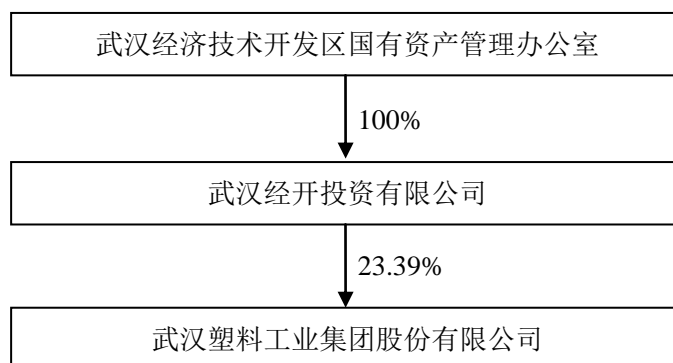 武汉经济技术开发区国有资产管理办公室
100%
武汉经开投资有限公司
23.39%
武汉塑料工业集团股份有限公司